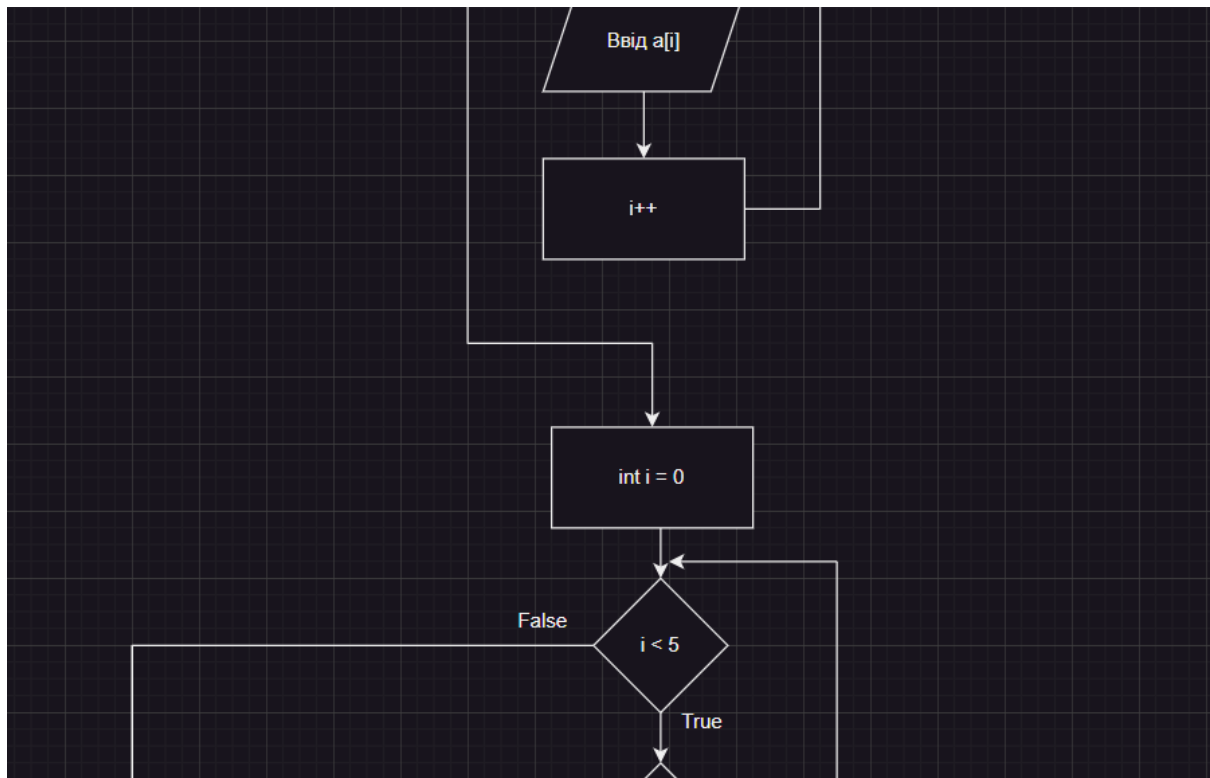 Ввід a[i]
i++
int i = 0
False
i < 5
True